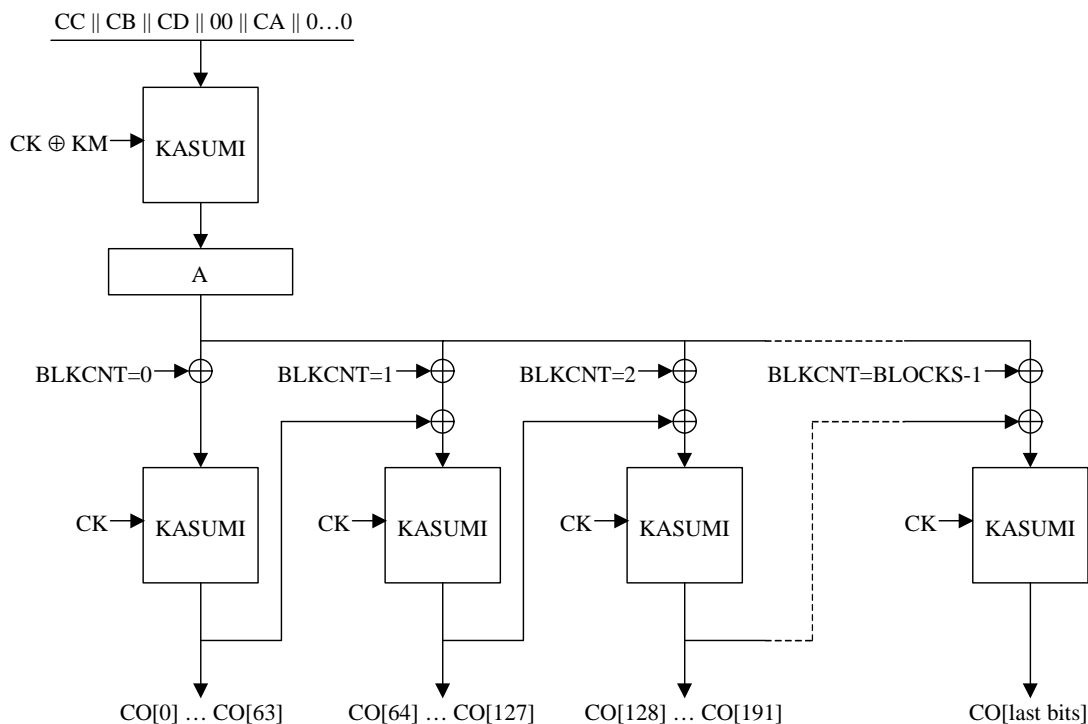 CC || CB || CD || 00 || CA || 0…0
CK ⊕ KM
KASUMI
A
BLKCNT=0
BLKCNT=1
BLKCNT=2
BLKCNT=BLOCKS-1
CK
KASUMI
CK
KASUMI
CK
KASUMI
CK
KASUMI
CO[0] … CO[63]
CO[64] … CO[127]
CO[128] … CO[191]
CO[last bits]